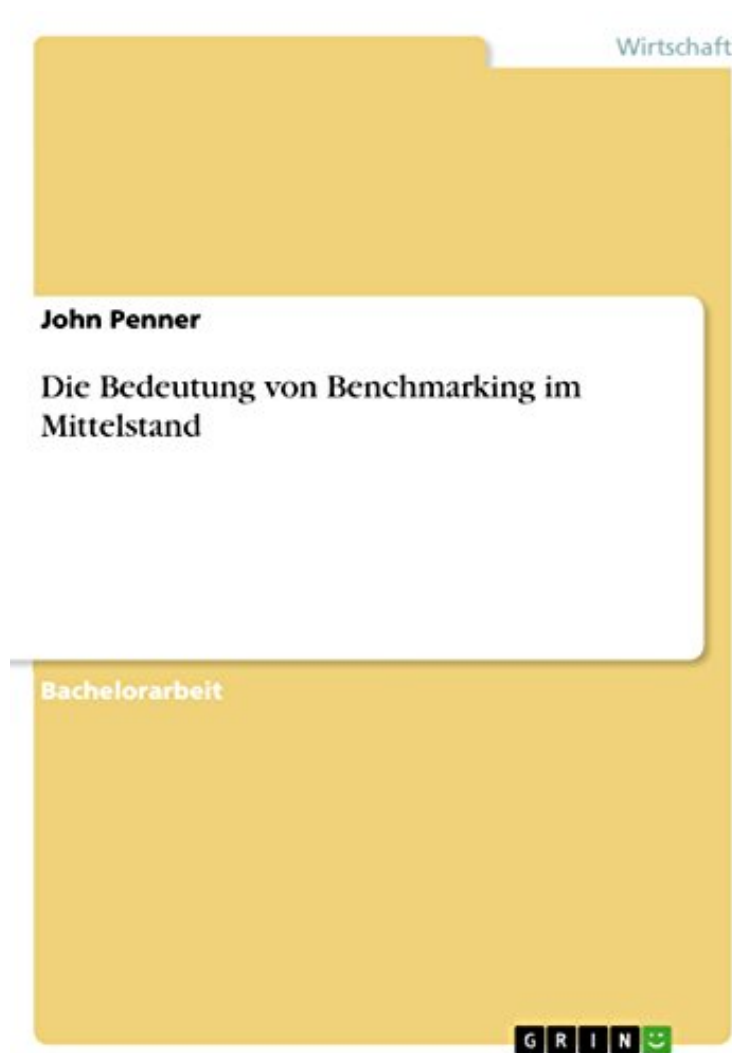 Wirtschaft
John Penner
Die Bedeutung von Benchmarking im
Mittelstand
Bachelorarbeit
GRIN